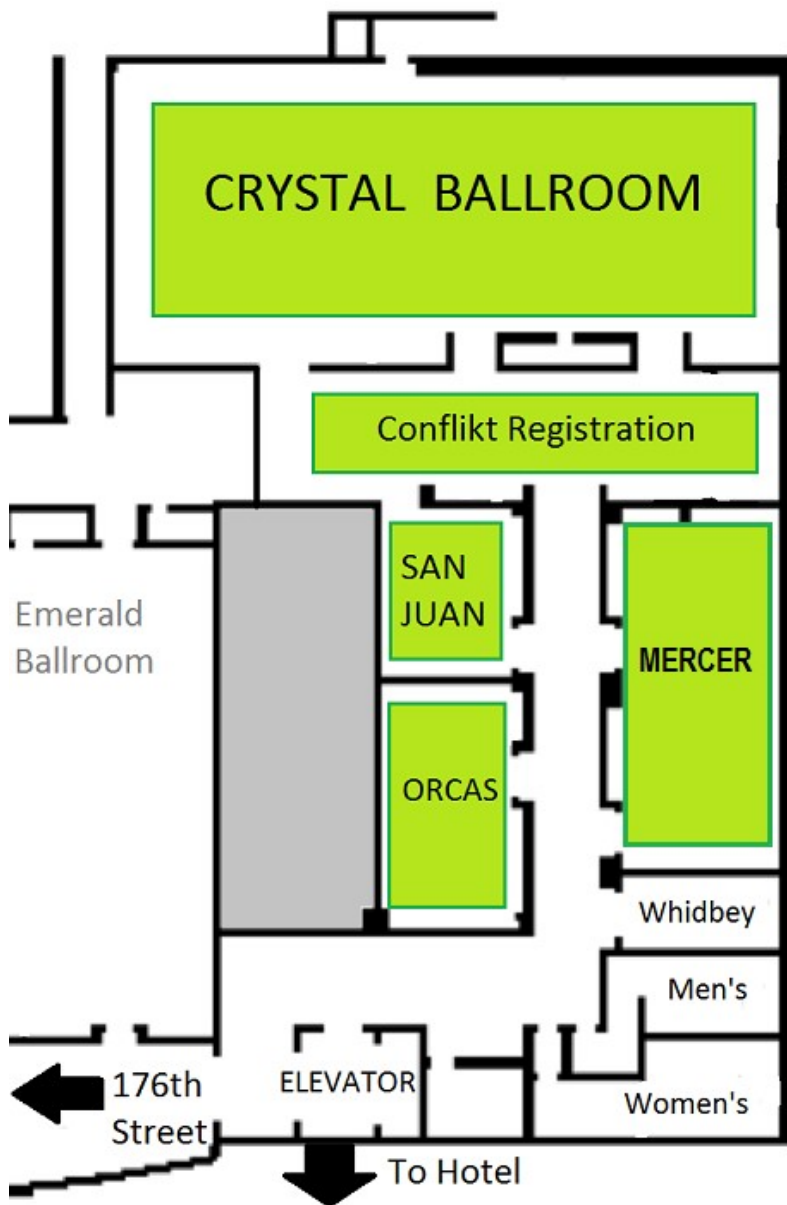 CRYSTAL BALLROOM
Conflikt Registration
SAN
JUAN
Emerald
Ballroom
MERCER
ORCAS
Whidbey
Men's
176th
Street
ELEVATOR
Women's
To Hotel